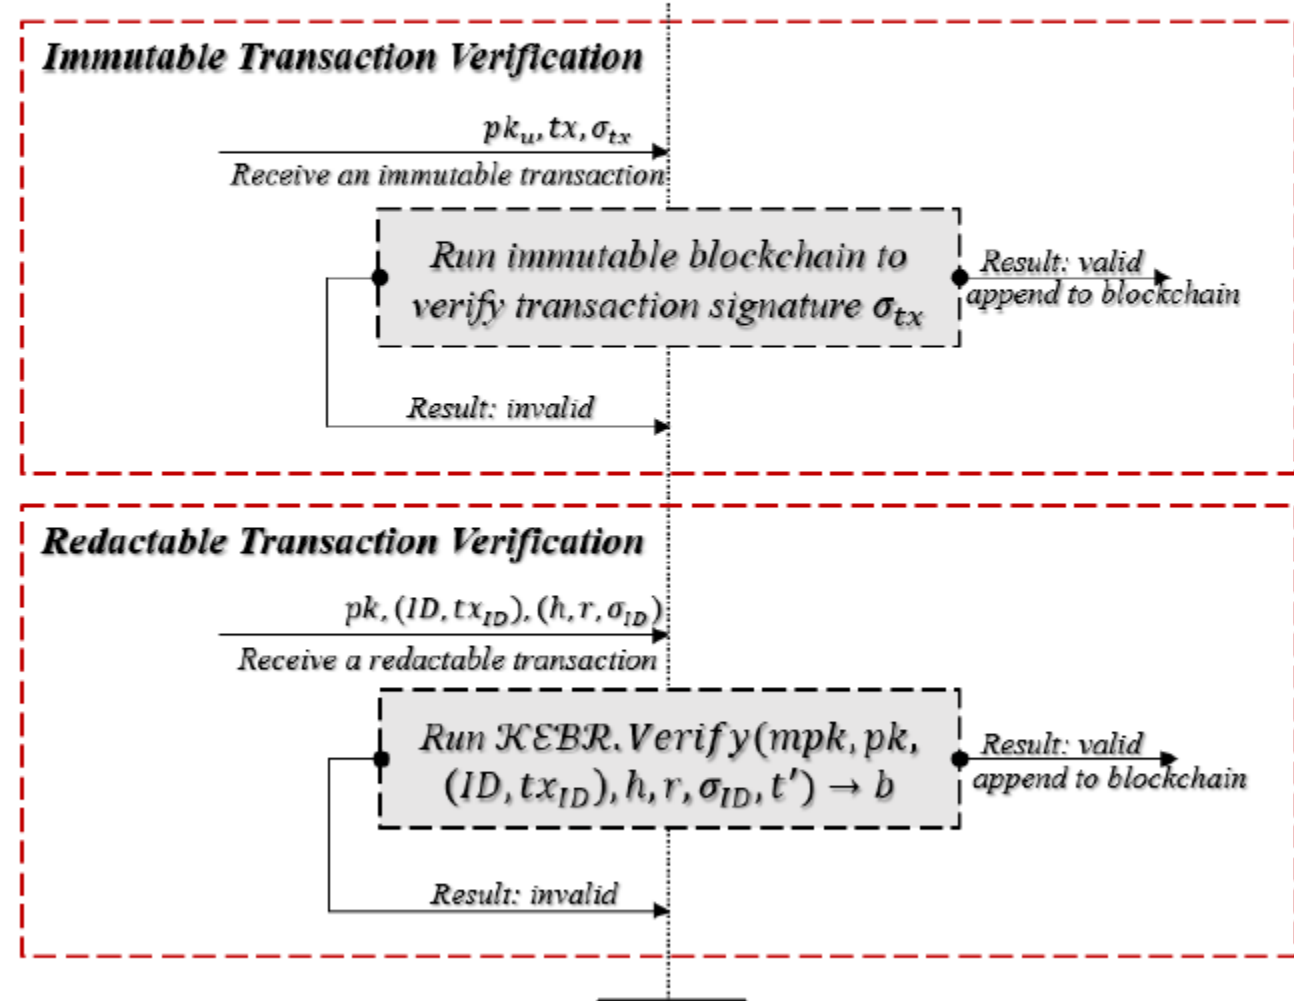 Immutable Transaction Verification
pk_u, tx, σ_tx
Receive an immutable transaction
Run immutable blockchain to
verify transaction signature σ_tx
Result: valid
append to blockchain
Result: invalid
Redactable Transaction Verification
pk, (ID, tx_ID), (h, r, σ_ID)
Receive a redactable transaction
Run 𝒦ℰℬℛ.Verify(mpk, pk,
(ID, tx_ID), h, r, σ_ID, t′) → b
Result: valid
append to blockchain
Result: invalid